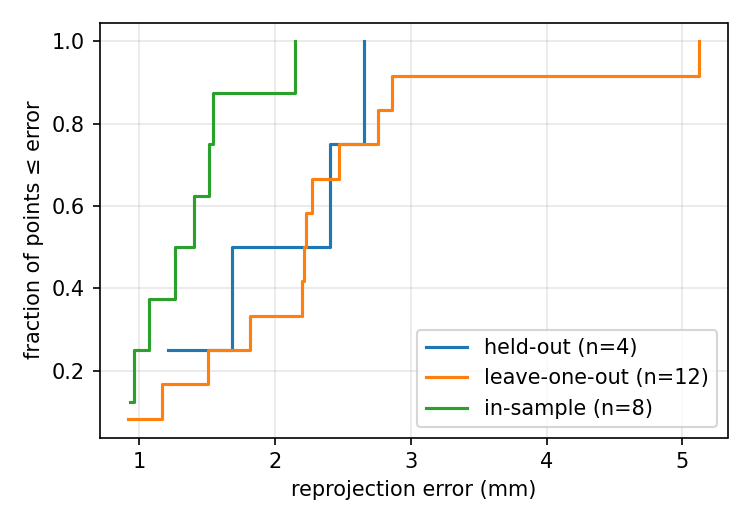 fraction of points ≤ error
1.0
0.8
0.6
0.4
0.2
1
2
3
4
5
reprojection error (mm)
held-out (n=4)
leave-one-out (n=12)
in-sample (n=8)